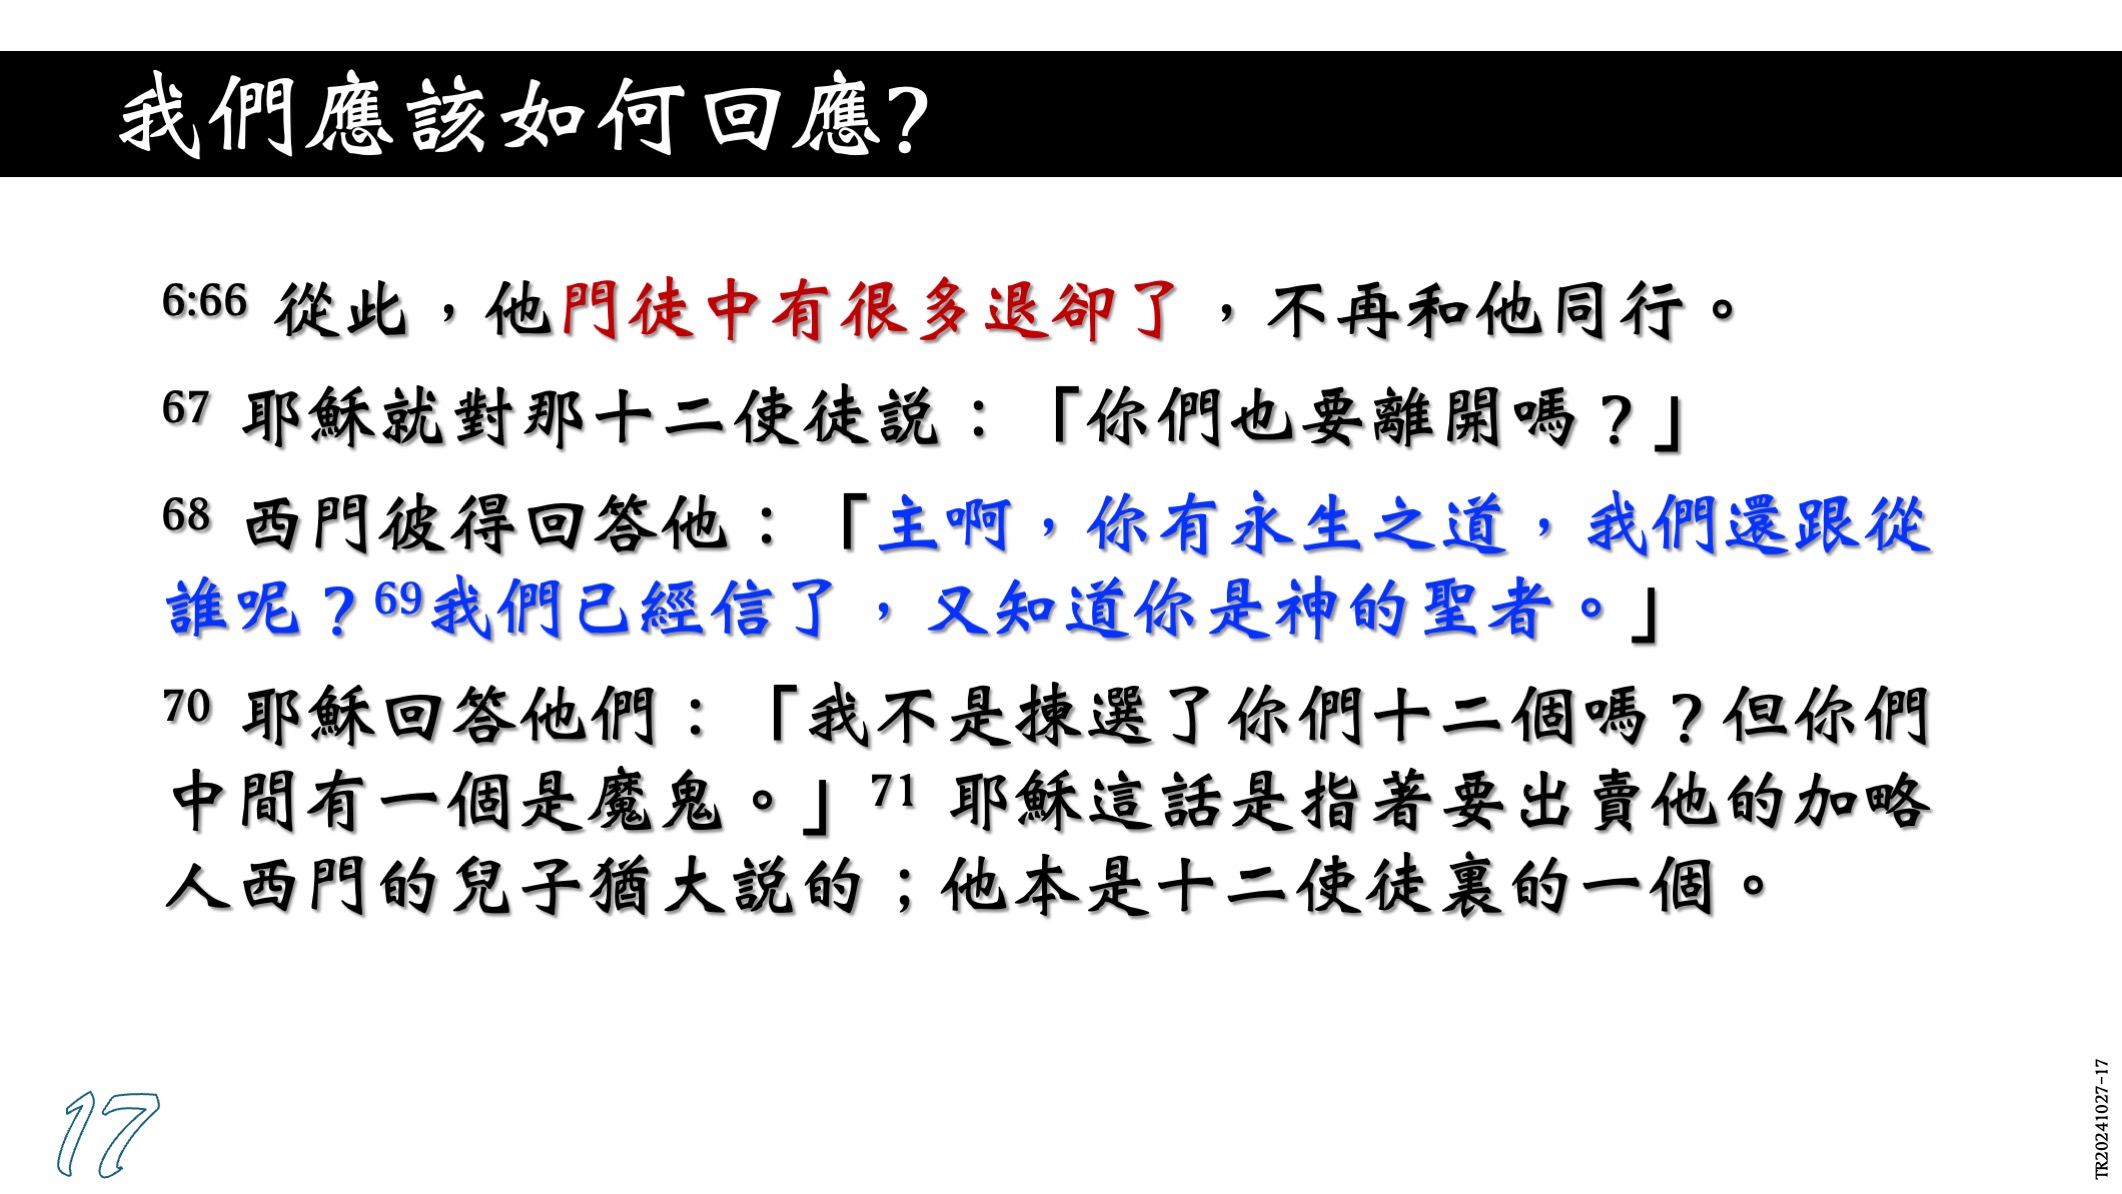 我們應該如何回應?
6:66 從此，他門徒中有很多退卻了，不再和他同行。
67 耶穌就對那十二使徒説：「你們也要離開嗎？」
68 西門彼得回答他：「主啊，你有永生之道，我們還跟從
誰呢？69我們已經信了，又知道你是神的聖者。」
70 耶穌回答他們：「我不是揀選了你們十二個嗎？但你們
中間有一個是魔鬼。」71 耶穌這話是指著要出賣他的加略
人西門的兒子猶大説的；他本是十二使徒裏的一個。
17
TR20241027-17